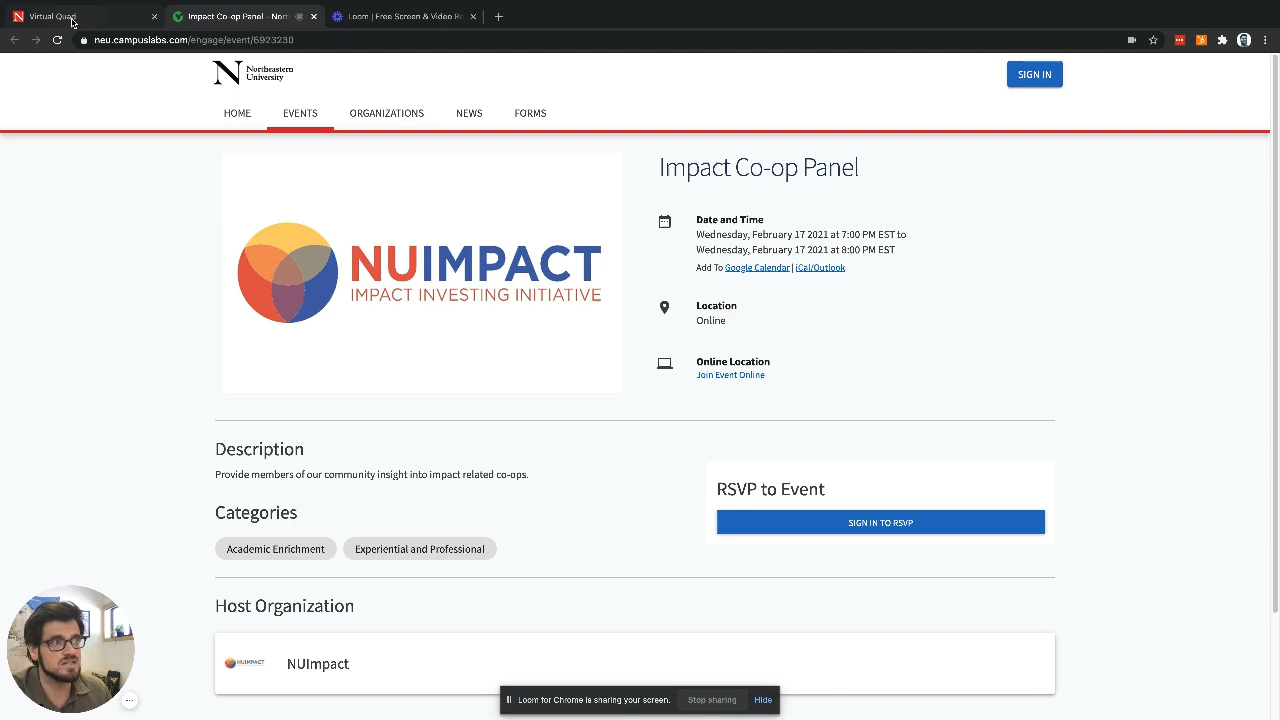 Virtual Quad
Impact Co-op Panel - Nort
Loom | Free Screen & Video Re
neu.campuslabs.com/engage/event/6923230
N Northeastern
University
SIGN IN
HOME EVENTS ORGANIZATIONS NEWS FORMS
NUIMPACT
IMPACT INVESTING INITIATIVE
Impact Co-op Panel
Date and Time
Wednesday, February 17 2021 at 7:00 PM EST to
Wednesday, February 17 2021 at 8:00 PM EST
Add To Google Calendar | iCal/Outlook
Location
Online
Online Location
Join Event Online
Description
Provide members of our community insight into impact related co-ops.
Categories
Academic Enrichment Experiential and Professional
RSVP to Event
SIGN IN TO RSVP
Host Organization
NUIMPACT
NUImpact
Loom for Chrome is sharing your screen. Stop sharing Hide